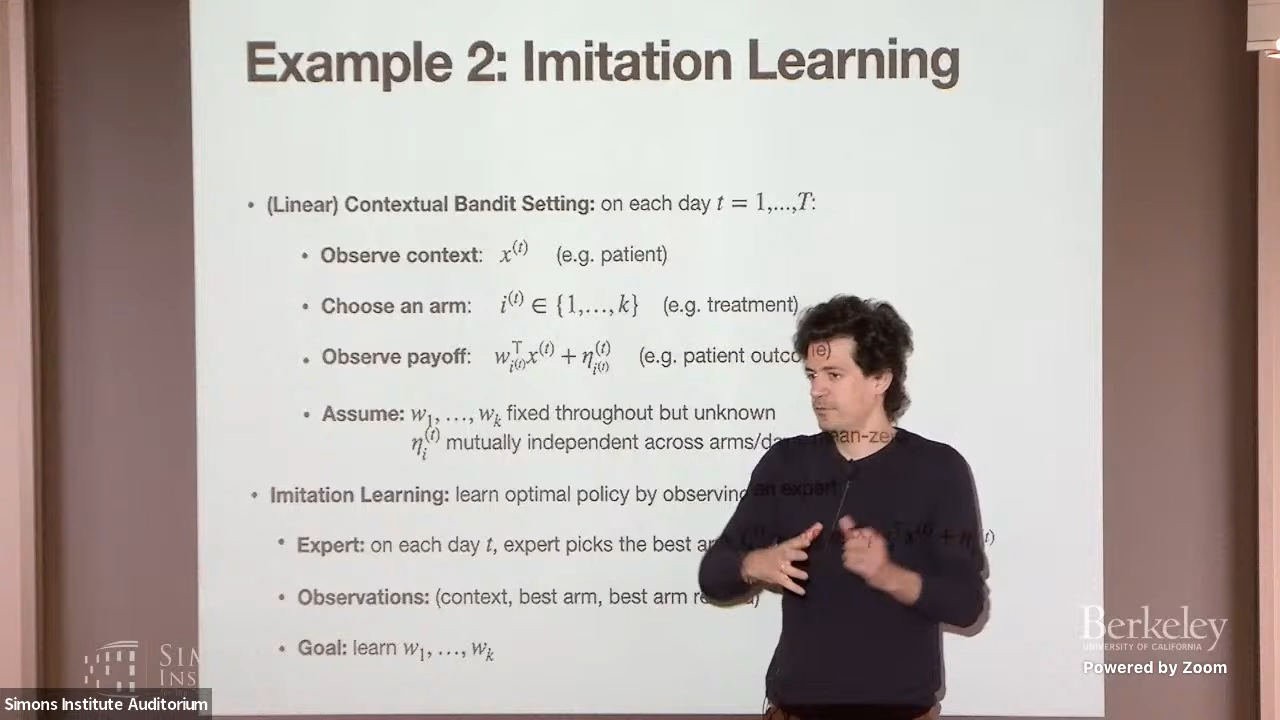 Example 2: Imitation Learning
• (Linear) Contextual Bandit Setting: on each day t = 1,...,T:
• Observe context: x^(t) (e.g. patient)
• Choose an arm: i^(t) ∈ {1,...,k} (e.g. treatment)
• Observe payoff: w_{i^(t)}^⊤ x^(t) + η_{i^(t)}^(t) (e.g. patient
• Assume: w_1, ..., w_k fixed throughout but unknown
η_i^(t) mutually independent across
• Imitation Learning: learn optimal policy by observing an expert
• Expert: on each day t, expert picks the best
• Observations: (context, best arm, best arm
• Goal: learn w_1, ..., w_k
Berkeley
UNIVERSITY OF CALIFORNIA
Powered by Zoom
Simons Institute Auditorium